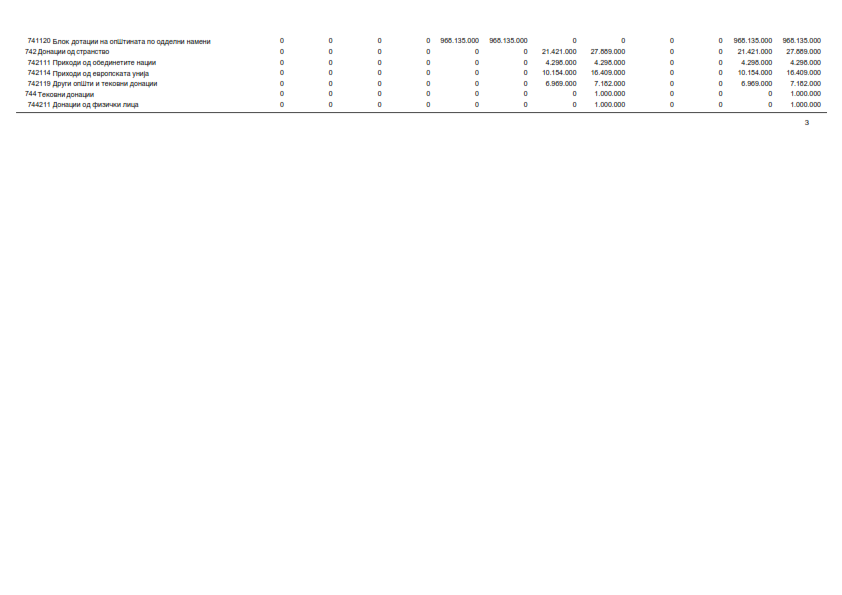 741120 Блок дотации на опШтината по одделни намени 0 0 0 0 968.135.000 968.135.000 0 0 0 0 968.135.000 968.135.000
742 Донации од странство 0 0 0 0 0 0 21.421.000 27.889.000 0 0 21.421.000 27.889.000
742111 Приходи од обединетите нации 0 0 0 0 0 0 4.298.000 4.298.000 0 0 4.298.000 4.298.000
742114 Приходи од европската унија 0 0 0 0 0 0 10.154.000 16.409.000 0 0 10.154.000 16.409.000
742119 Други опШти и тековни донации 0 0 0 0 0 0 6.969.000 7.182.000 0 0 6.969.000 7.182.000
744 Тековни донации 0 0 0 0 0 0 0 1.000.000 0 0 0 1.000.000
744211 Донации од физички лица 0 0 0 0 0 0 0 1.000.000 0 0 0 1.000.000
3